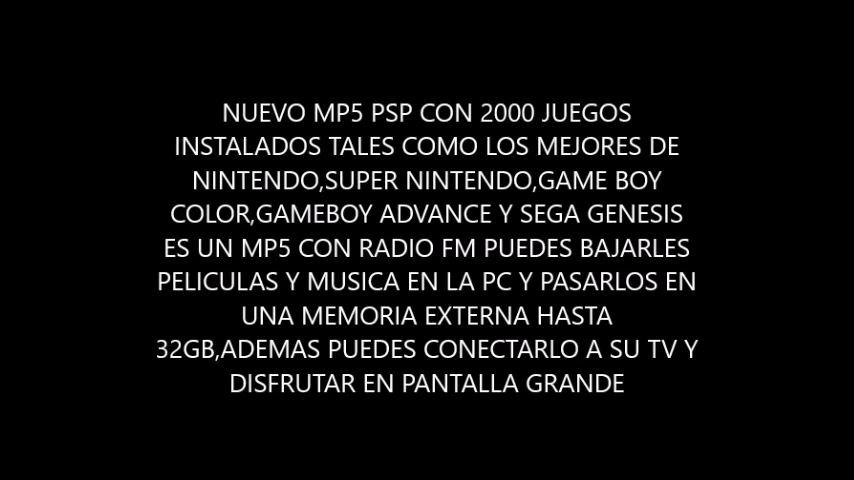 NUEVO MP5 PSP CON 2000 JUEGOS
INSTALADOS TALES COMO LOS MEJORES DE
NINTENDO,SUPER NINTENDO,GAME BOY
COLOR,GAMEBOY ADVANCE Y SEGA GENESIS
ES UN MP5 CON RADIO FM PUEDES BAJARLES
PELICULAS Y MUSICA EN LA PC Y PASARLOS EN
UNA MEMORIA EXTERNA HASTA
32GB,ADEMAS PUEDES CONECTARLO A SU TV Y
DISFRUTAR EN PANTALLA GRANDE